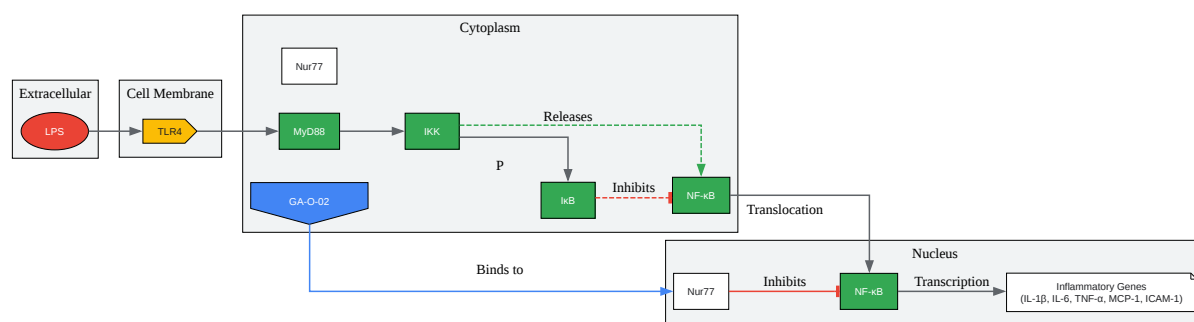 Cytoplasm
Nur77
Extracellular
Cell Membrane
LPS
TLR4
MyD88
IKK
Releases
P
GA-O-02
IκB
Inhibits
NF-κB
Translocation
Nucleus
Binds to
Nur77
Inhibits
NF-κB
Transcription
Inflammatory Genes
(IL-1β, IL-6, TNF-α, MCP-1, ICAM-1)